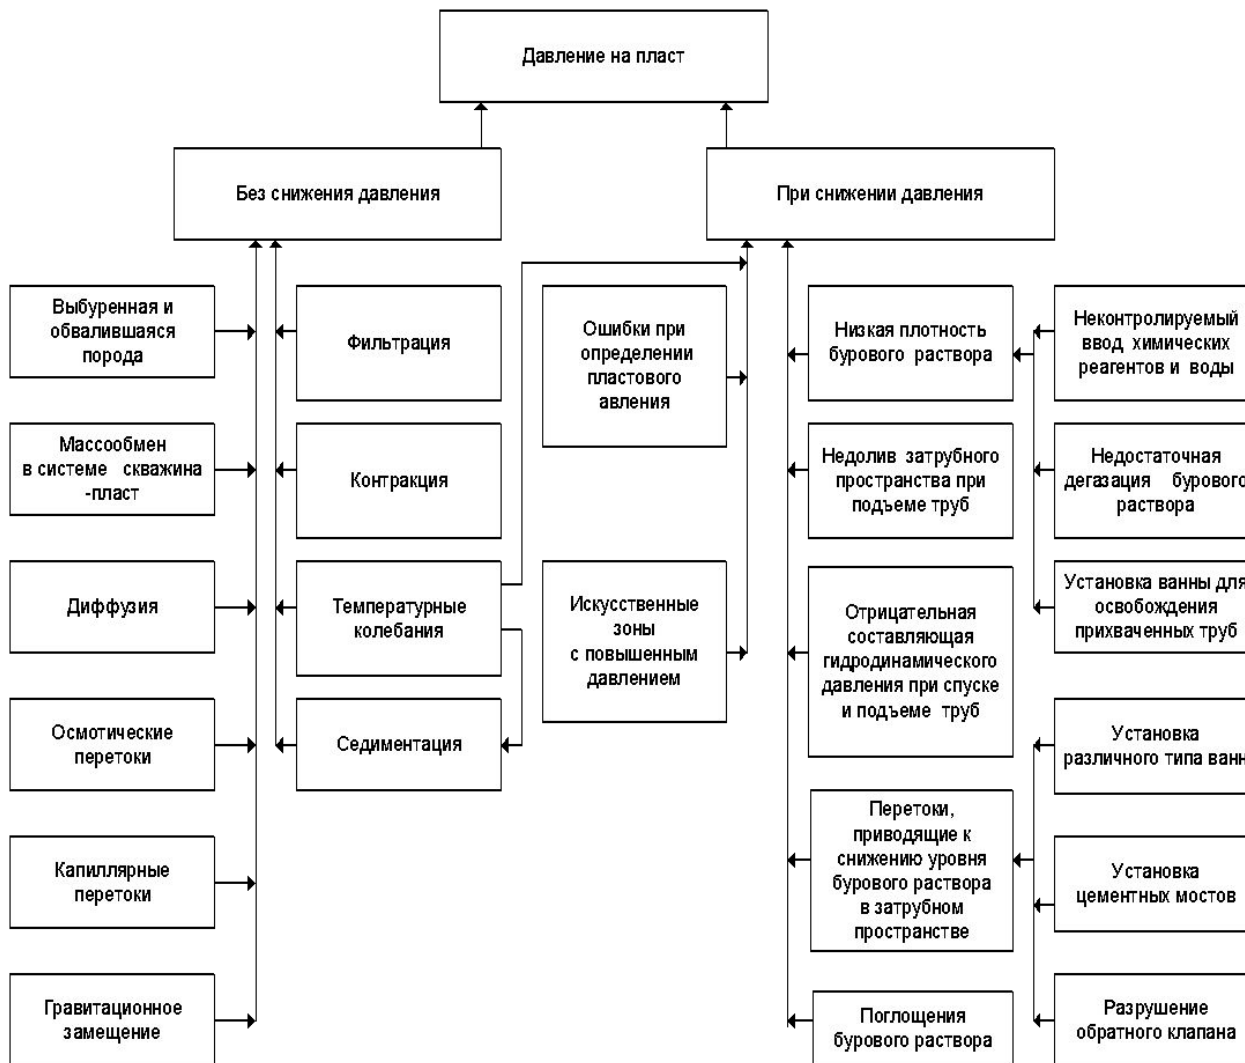 Давление на пласт
Без снижения давления
При снижении давления
Выбуренная и
обвалившаяся
порода
Массообмен
в системе скважина
-пласт
Диффузия
Осмотические
перетоки
Капиллярные
перетоки
Гравитационное
замещение
Фильтрация
Контракция
Температурные
колебания
Седиментация
Ошибки при
определении
пластового
авления
Искусственные
зоны
с повышенным
давлением
Низкая плотность
бурового раствора
Недолив затрубного
пространства при
подъеме труб
Отрицательная
составляющая
гидродинамического
давления при спуске
и подъеме труб
Перетоки,
приводящие к
снижению уровня
бурового раствора
в затрубном
пространстве
Поглощения
бурового раствора
Неконтролируемый
ввод химических
реагентов и воды
Недостаточная
дегазация бурового
раствора
Установка ванны для
освобождения
прихваченных труб
Установка
различного типа ванн
Установка
цементных мостов
Разрушение
обратного клапана